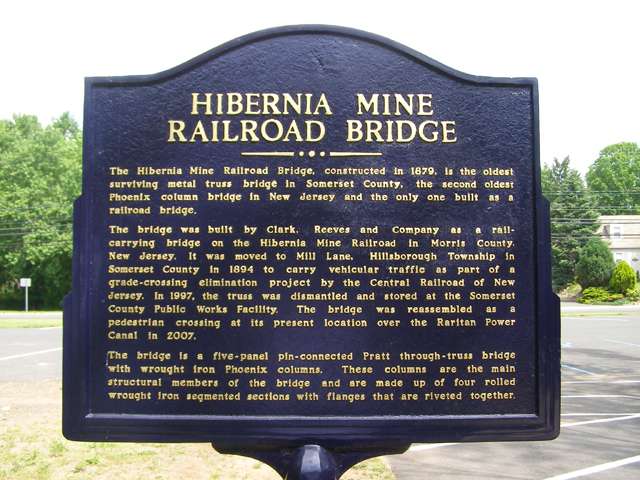 HIBERNIA MINE
RAILROAD BRIDGE
The Hibernia Mine Railroad Bridge, constructed in 1879, is the oldest
surviving metal truss bridge in Somerset County, the second oldest
Phoenix column bridge in New Jersey and the only one built as a
railroad bridge.
The bridge was built by Clark, Reeves and Company as a rail-
carrying bridge on the Hibernia Mine Railroad in Morris County,
New Jersey. It was moved to Mill Lane, Hillsborough Township in
Somerset County in 1894 to carry vehicular traffic as part of a
grade-crossing elimination project by the Central Railroad of New
Jersey. In 1997, the truss was dismantled and stored at the Somerset
County Public Works Facility. The bridge was reassembled as a
pedestrian crossing at its present location over the Raritan Power
Canal in 2007.
The bridge is a five-panel pin-connected Pratt through-truss bridge
with wrought iron Phoenix columns. These columns are the main
structural members of the bridge and are made up of four rolled
wrought iron segmented sections with flanges that are riveted together.